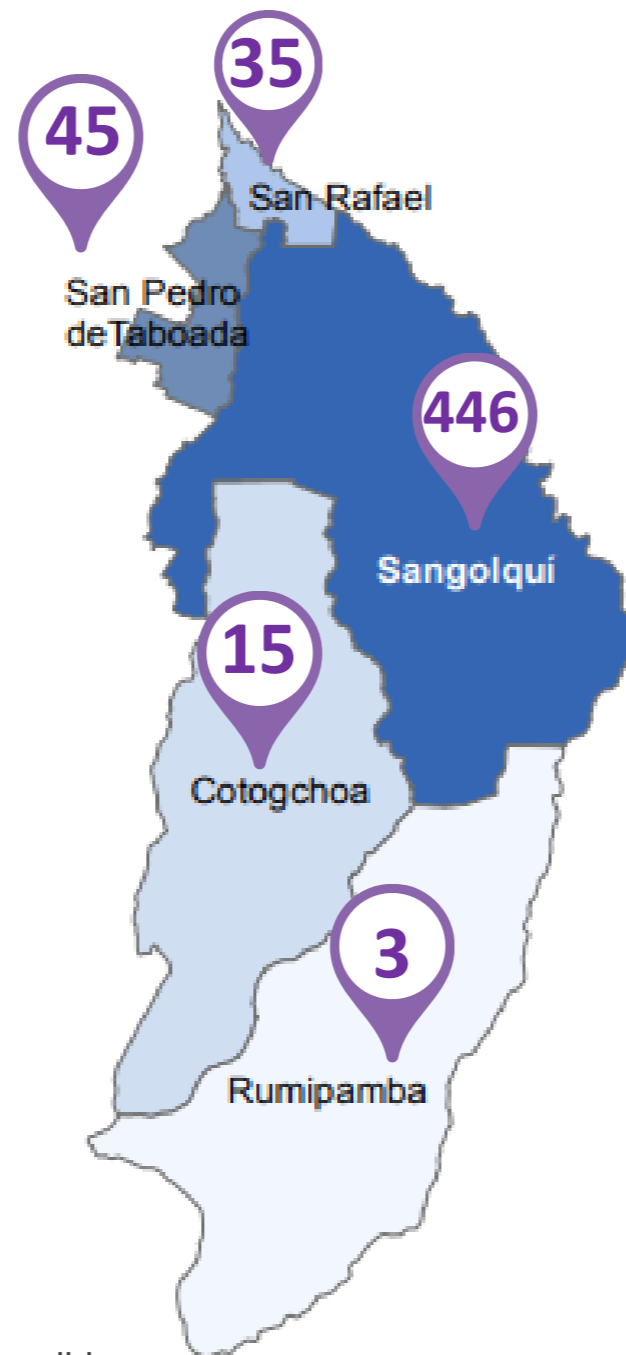 35
45
San Rafael
San Pedro
deTaboada
446
Sangolquí
15
Cotogchoa
3
Rumipamba